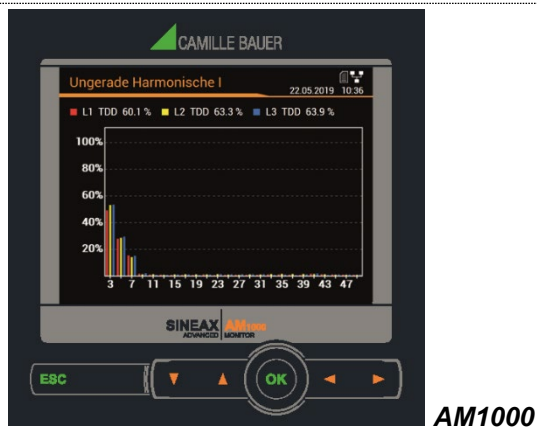 CAMILLE BAUER
Ungerade Harmonische I
22.05.2019 10:36
L1 TDD 60.1 % L2 TDD 63.3 % L3 TDD 63.9 %
100%
80%
60%
40%
20%
3 7 11 15 19 23 27 31 35 39 43 47
SINEAX AM1000
ADVANCED MONITOR
ESC OK
AM1000